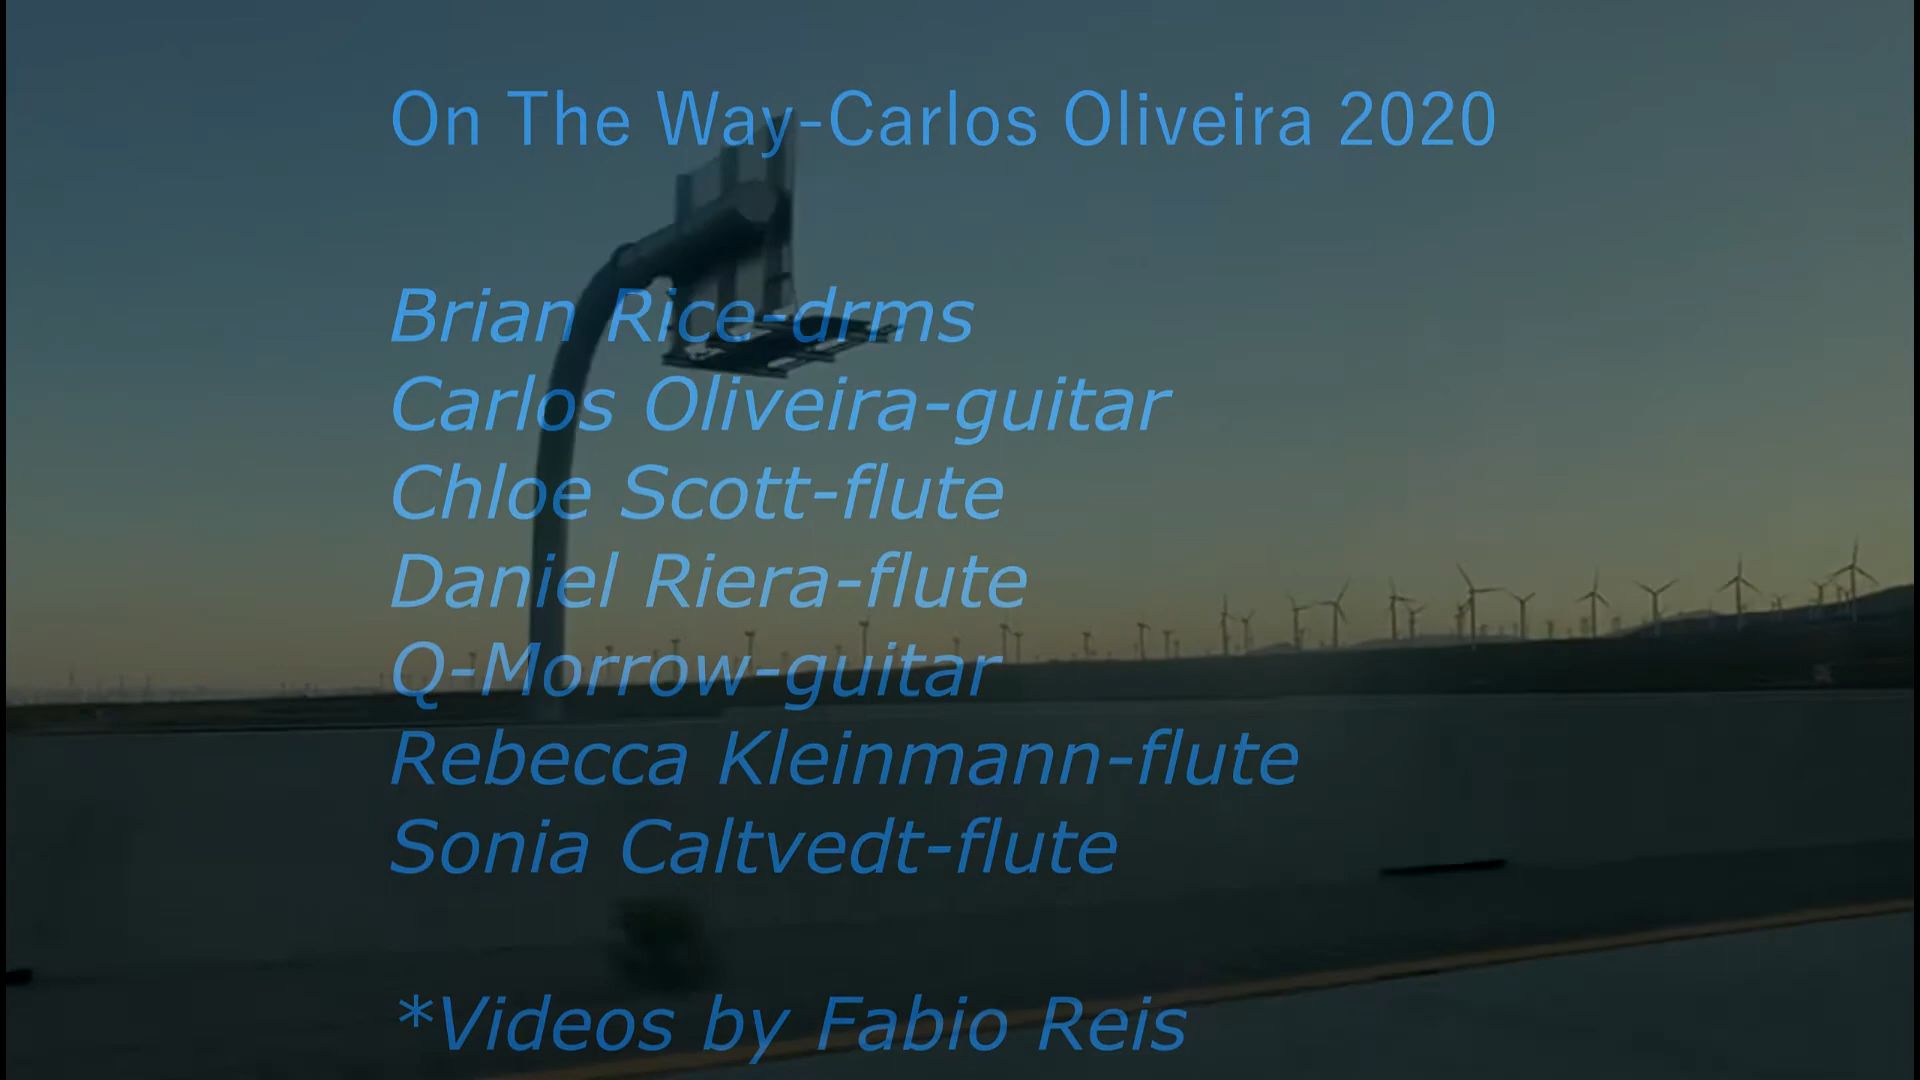 On The Way-Carlos Oliveira 2020
Brian Rice-drms
Carlos Oliveira-guitar
Chloe Scott-flute
Daniel Riera-flute
Q-Morrow-guitar
Rebecca Kleinmann-flute
Sonia Caltvedt-flute
*Videos by Fabio Reis